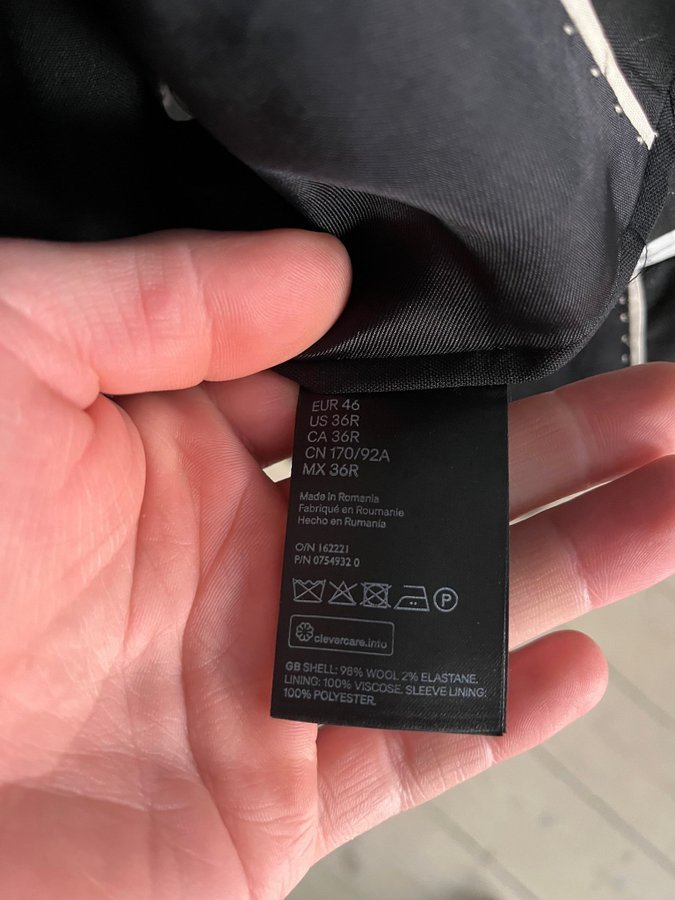 EUR 46
US 36R
CA 36R
CN 170/92A
MX 36R
Made in Romania
Fabriqué en Roumanie
Hecho en Rumania
O/N 162221
P/N 0754932 0
P
clevercare.info
GB SHELL: 98% WOOL 2% ELASTANE.
LINING: 100% VISCOSE. SLEEVE LINING:
100% POLYESTER.